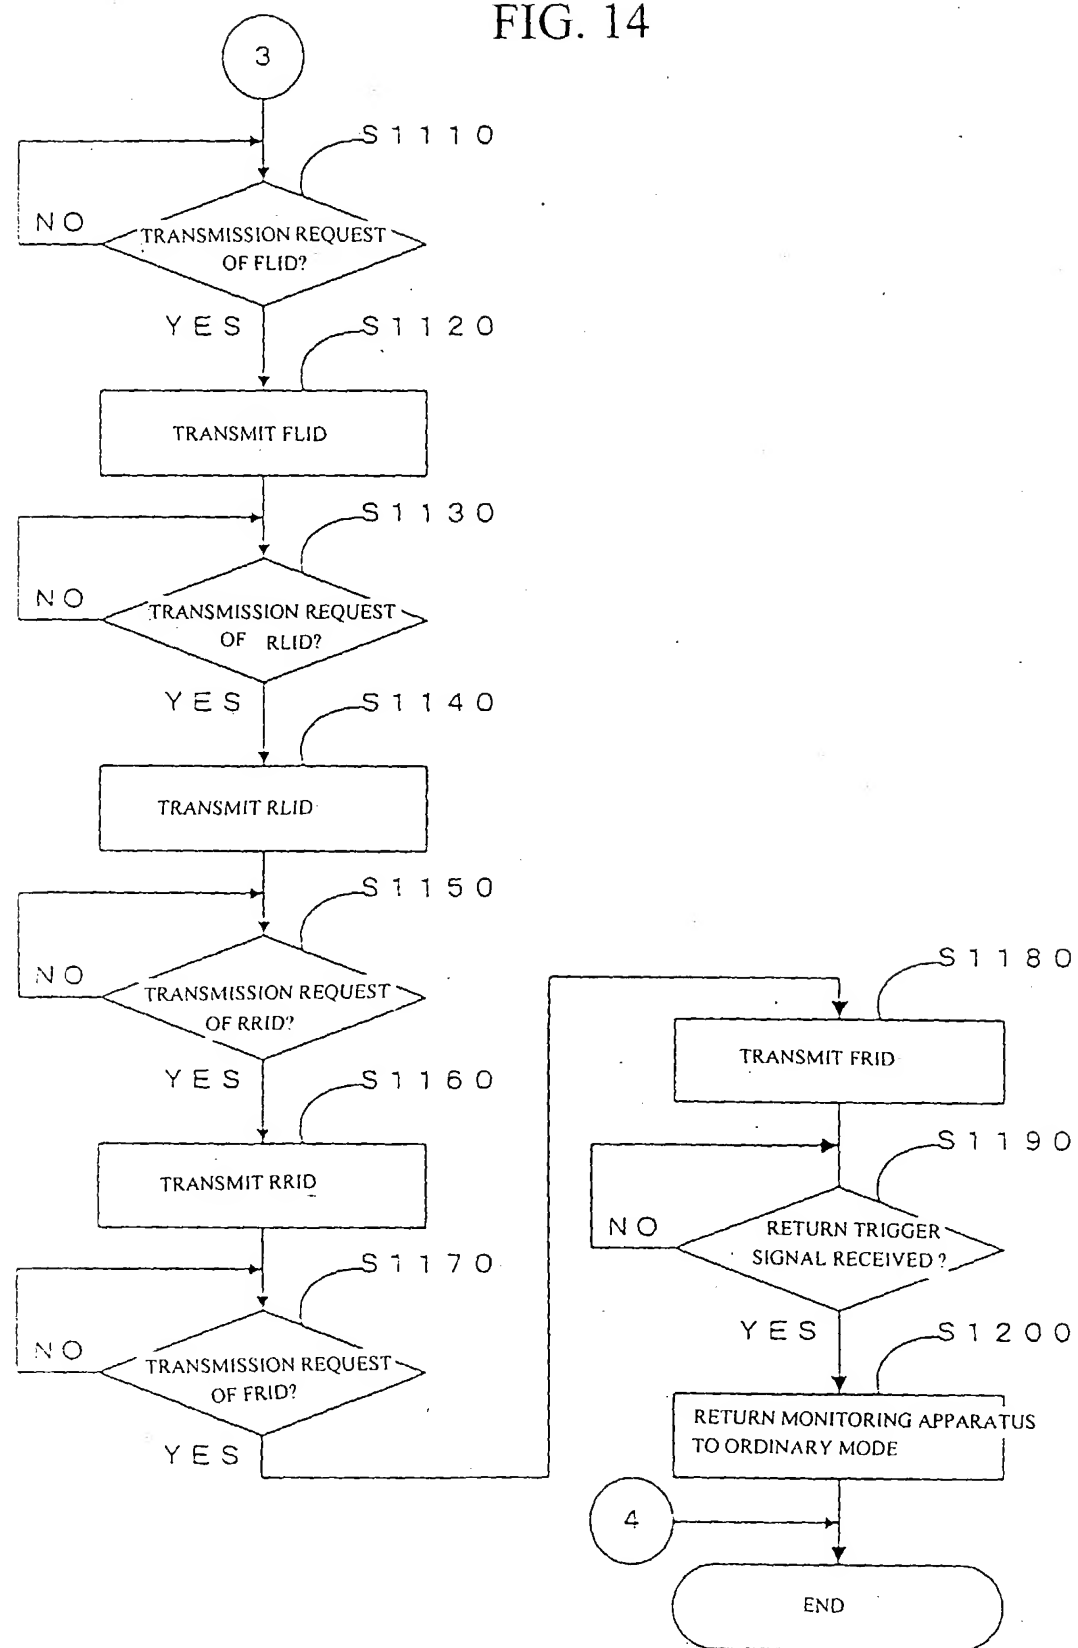 FIG. 14
3
S1110
NO
TRANSMISSION REQUEST
OF FLID?
YES
S1120
TRANSMIT FLID
S1130
NO
TRANSMISSION REQUEST
OF RLID?
YES
S1140
TRANSMIT RLID
S1150
NO
TRANSMISSION REQUEST
OF RRID?
YES
S1160
TRANSMIT RRID
S1170
NO
TRANSMISSION REQUEST
OF FRID?
YES
S1180
TRANSMIT FRID
S1190
NO
RETURN TRIGGER
SIGNAL RECEIVED?
YES
S1200
RETURN MONITORING APPARATUS
TO ORDINARY MODE
4
END